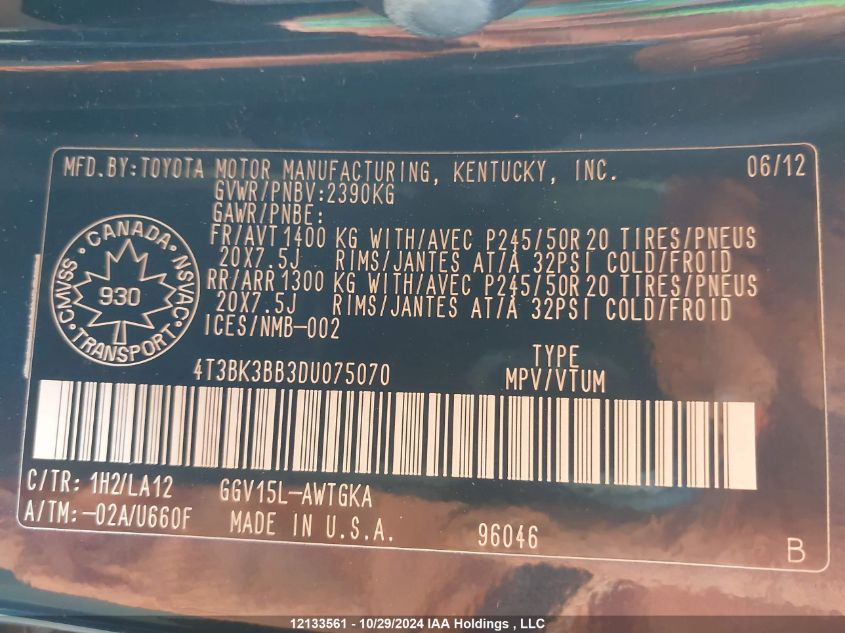 MFD.BY:TOYOTA MOTOR MANUFACTURING, KENTUCKY, INC. 06/12
GVWR/PNBV:2390KG
GAWR/PNBE:
FR/AVT 1400 KG WITH/AVEC P245/50R20 TIRES/PNEUS
20X7.5J RIMS/JANTES AT/A 32PSI COLD/FROID
RR/ARR 1300 KG WITH/AVEC P245/50R20 TIRES/PNEUS
20X7.5J RIMS/JANTES AT/A 32PSI COLD/FROID
ICES/NMB-002
CANADA
CMVSS 930 NSVAC
TRANSPORT
TYPE
4T3BK3BB3DU075070 MPV/VTUM
C/TR: 1H2/LA12 GGV15L-AWTGKA
A/TM:-02A/U660F MADE IN U.S.A. 96046 B
12133561 - 10/29/2024 IAA Holdings , LLC